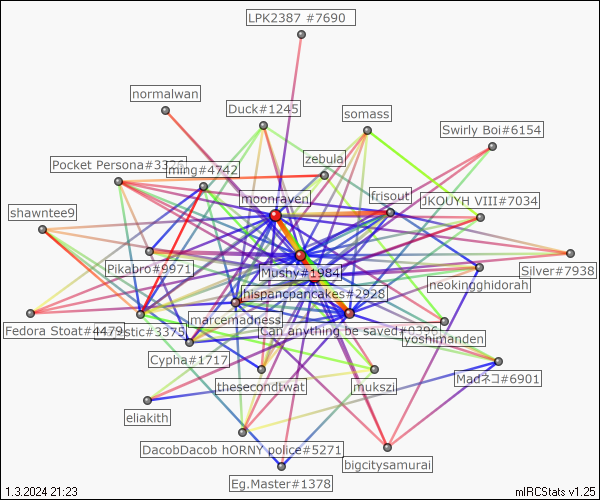 LPK2387 #7690
normalwan
Duck#1245
somass
Swirly Boi#6154
zebula
Pocket Persona#3326
ming#4742
moonraven
frisout
JKOUYH VIII#7034
shawntee9
Pikabro#9971
Mushy#1984
Silver#7938
neokingghidorah
jhispancpancakes#2928
marcemadness
Fedora Stoat#4479
stic#3375
Can anything be saved#0396
yoshimanden
Cypha#1717
thesecondtwat
mukszi
Madネコ#6901
eliakith
DacobDacob hORNY police#5271
bigcitysamurai
Eg.Master#1378
1.3.2024 21:23
mIRCStats v1.25